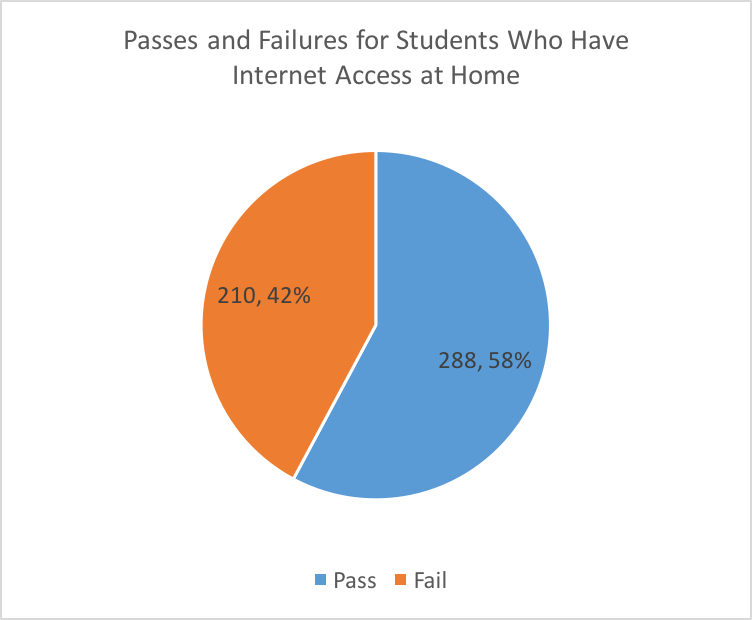 Passes and Failures for Students Who Have
Internet Access at Home
210, 42%
288, 58%
Pass Fail